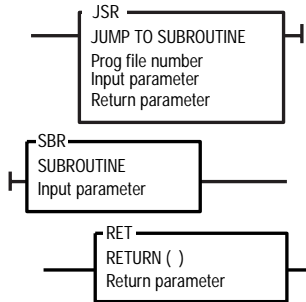 JSR
JUMP TO SUBROUTINE
Prog file number
Input parameter
Return parameter
SBR
SUBROUTINE
Input parameter
RET
RETURN ( )
Return parameter